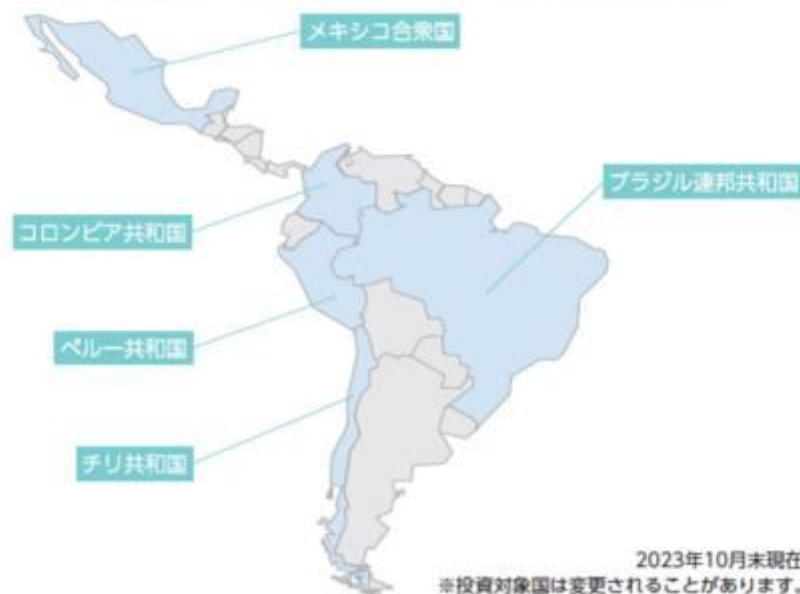 メキシコ合衆国
ブラジル連邦共和国
コロンビア共和国
ペルー共和国
チリ共和国
2023年10月末現在
※投資対象国は変更されることがあります。